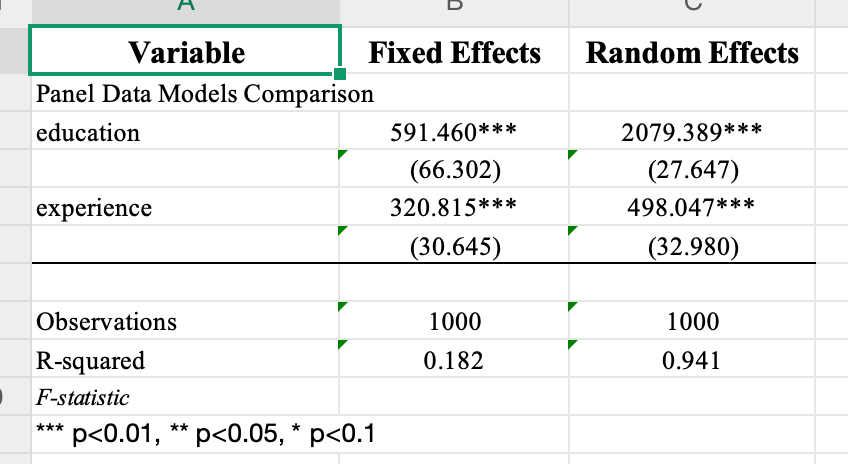 A B C
Variable Fixed Effects Random Effects
Panel Data Models Comparison
education 591.460*** 2079.389***
(66.302) (27.647)
experience 320.815*** 498.047***
(30.645) (32.980)
Observations 1000 1000
R-squared 0.182 0.941
F-statistic
*** p<0.01, ** p<0.05, * p<0.1